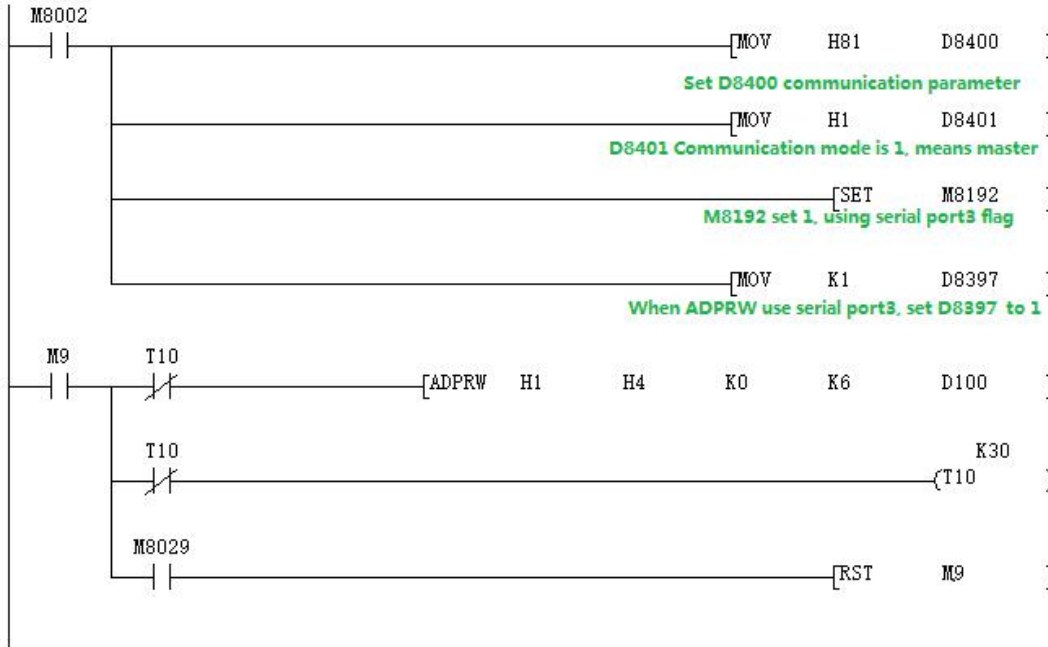 M8002
[MOV H81 D8400 ]
Set D8400 communication parameter
[MOV H1 D8401 ]
D8401 Communication mode is 1, means master
[SET M8192 ]
M8192 set 1, using serial port3 flag
[MOV K1 D8397 ]
When ADPRW use serial port3, set D8397 to 1
M9 T10
[ADPRW H1 H4 K0 K6 D100 ]
T10 K30
(T10 ]
M8029
[RST M9 ]